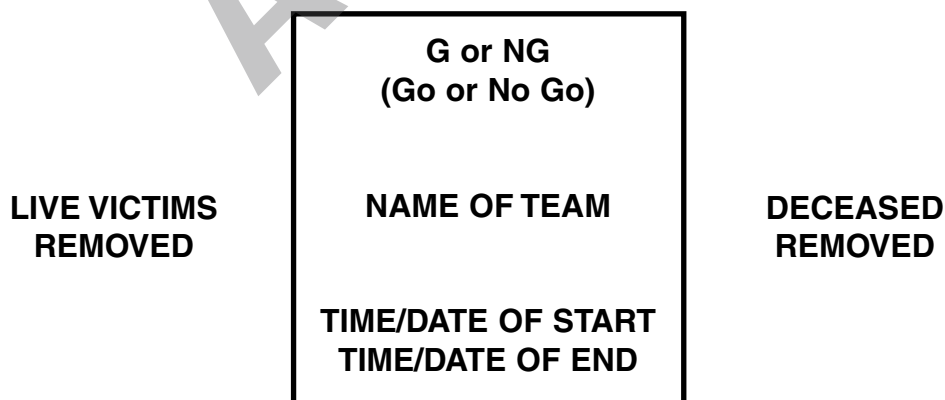 G or NG
(Go or No Go)
LIVE VICTIMS
REMOVED
NAME OF TEAM
DECEASED
REMOVED
TIME/DATE OF START
TIME/DATE OF END